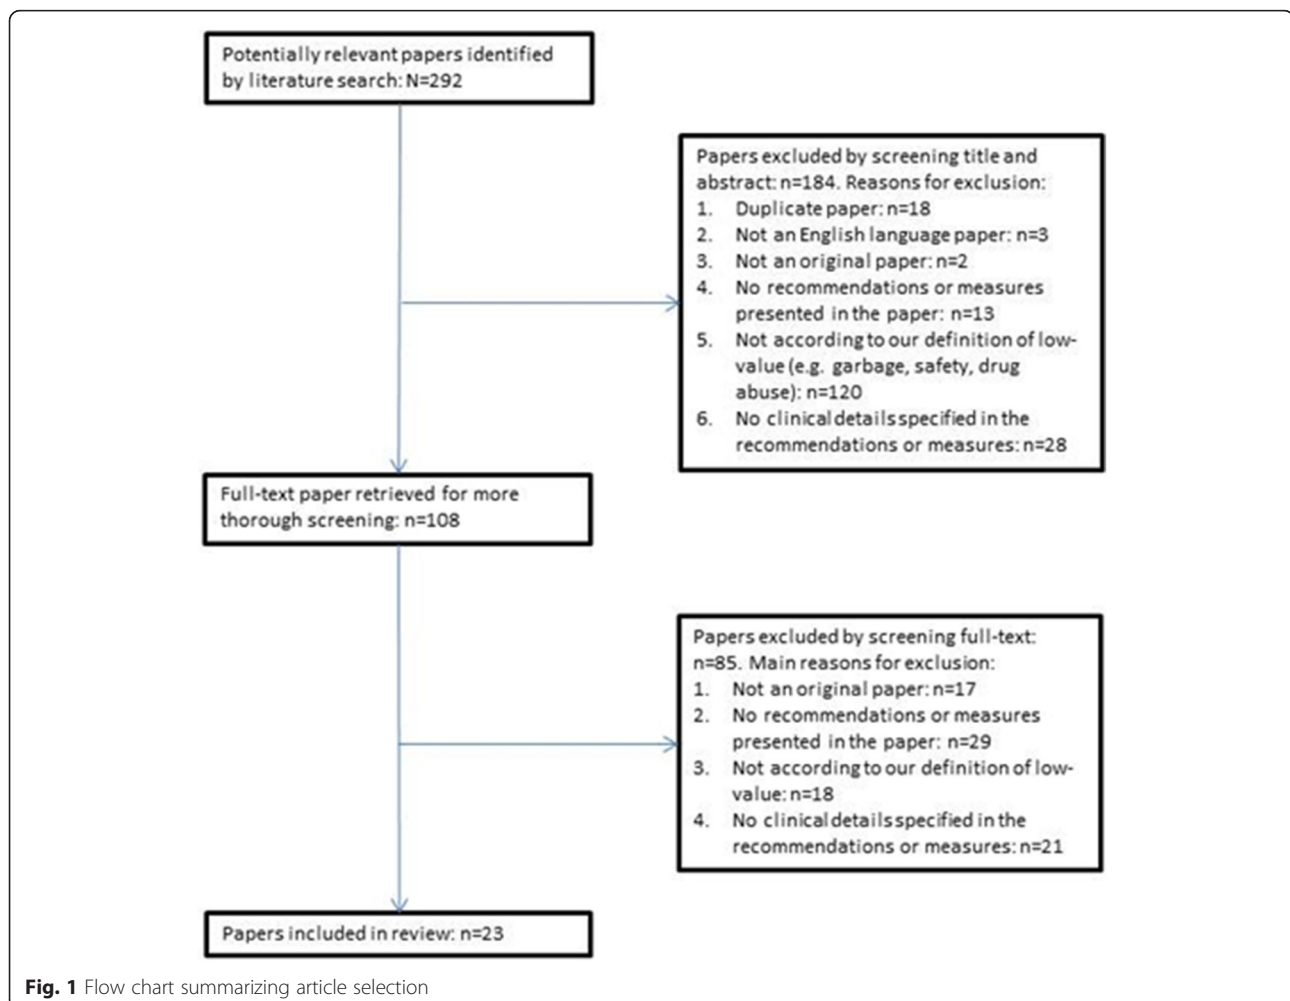 Potentially relevant papers identified
by literature search: N=292
Papers excluded by screening title and
abstract: n=184. Reasons for exclusion:
1. Duplicate paper: n=18
2. Not an English language paper: n=3
3. Not an original paper: n=2
4. No recommendations or measures
presented in the paper: n=13
5. Not according to our definition of low-
value (e.g. garbage, safety, drug
abuse): n=120
6. No clinical details specified in the
recommendations or measures: n=28
Full-text paper retrieved for more
thorough screening: n=108
Papers excluded by screening full-text:
n=85. Main reasons for exclusion:
1. Not an original paper: n=17
2. No recommendations or measures
presented in the paper: n=29
3. Not according to our definition of low-
value: n=18
4. No clinical details specified in the
recommendations or measures: n=21
Papers included in review: n=23
Fig. 1 Flow chart summarizing article selection